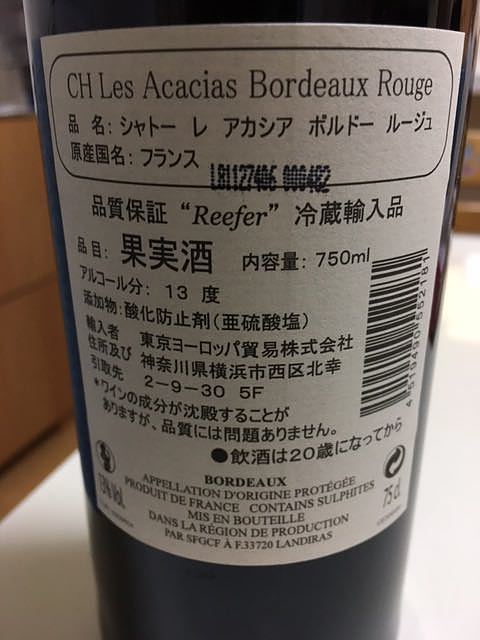 CH Les Acacias Bordeaux Rouge
品 名: シャトー レ アカシア ボルドー ルージュ
原産国名: フランス
L81127406 000482
品質保証 “Reefer” 冷蔵輸入品
品目: 果実酒 内容量: 750ml
アルコール分: 13 度
添加物:酸化防止剤(亜硫酸塩)
輸入者 東京ヨーロッパ貿易株式会社
住所及び 神奈川県横浜市西区北幸
引取先 2-9-30 5F
*ワインの成分が沈殿することが
ありますが、品質には問題ありません。
●飲酒は20歳になってから
4519490552181
BORDEAUX
APPELLATION D'ORIGINE PROTÉGÉE
PRODUIT DE FRANCE CONTAINS SULPHITES
MIS EN BOUTEILLE
DANS LA RÉGION DE PRODUCTION
PAR SFGCF À F.33720 LANDIRAS
13% Vol.
75 cl